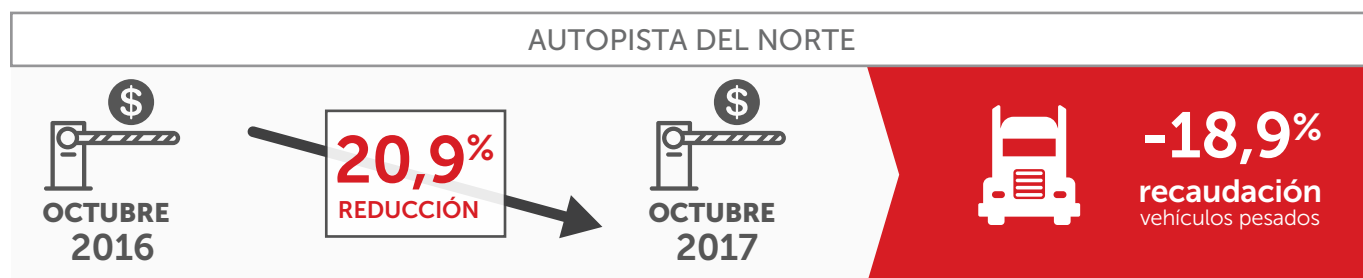 AUTOPISTA DEL NORTE
$
OCTUBRE
2016
20,9%
REDUCCIÓN
$
OCTUBRE
2017
-18,9%
recaudación
vehículos pesados